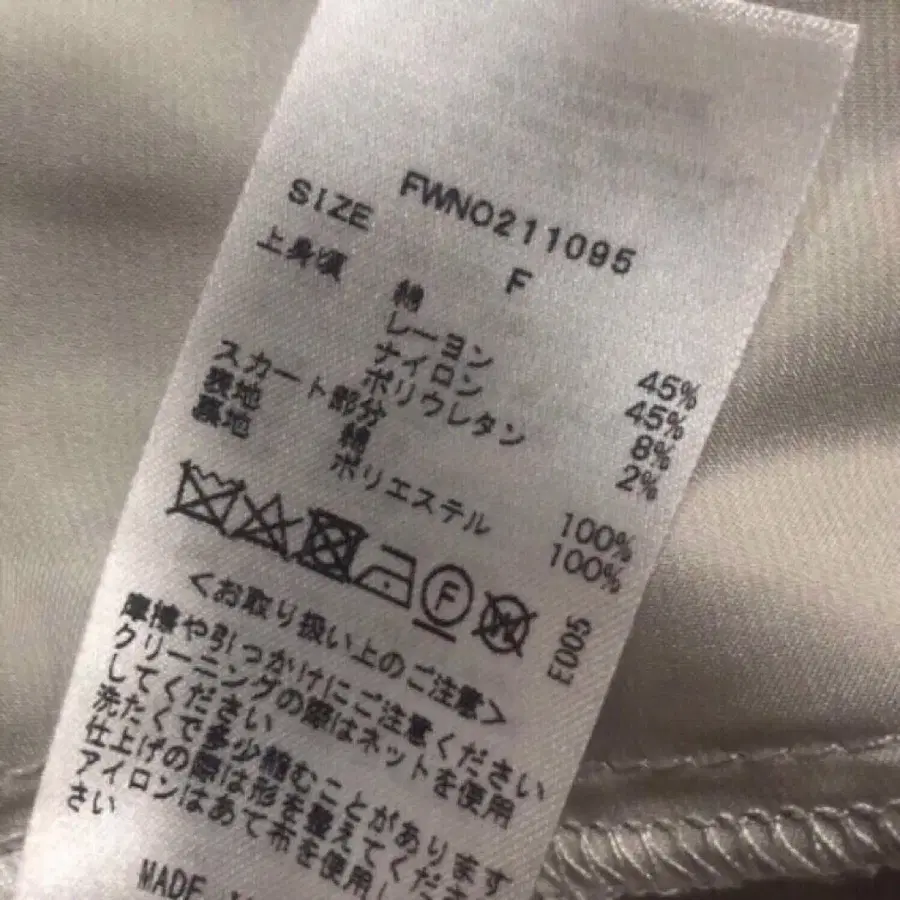 FWNO211095
SIZE F
上身頃
綿 45%
レーヨン 45%
ナイロン 8%
ポリウレタン 2%
スカート部分
表地 綿 100%
裏地 ポリエステル 100%
F
W
E005
<お取り扱い上のご注意>
摩擦や引っかけにご注意ください
クリーニングの際はネットを使用
してください
洗たくで多少縮むことがあります
仕上げの際は形を整えてくだ
アイロンはあて布を使用し
さい
MADE